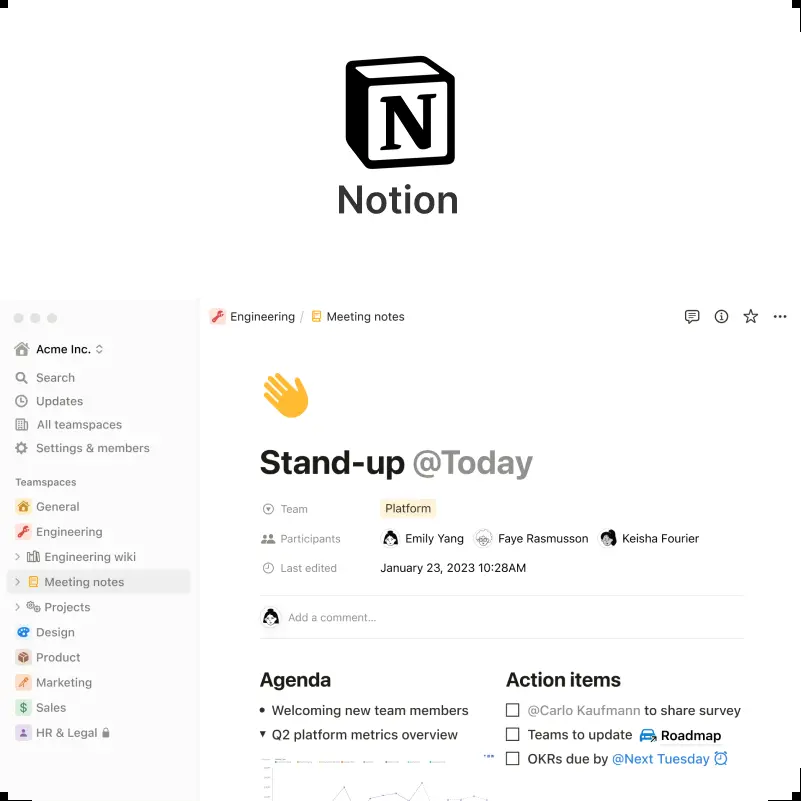 N
Notion
Engineering / Meeting notes
Acme Inc.
Search
Updates
All teamspaces
Settings & members
Teamspaces
General
Engineering
Engineering wiki
Meeting notes
Projects
Design
Product
Marketing
$ Sales
HR & Legal
Stand-up @Today
Team Platform
Participants Emily Yang Faye Rasmusson Keisha Fourier
Last edited January 23, 2023 10:28AM
Add a comment...
Agenda
• Welcoming new team members
▾ Q2 platform metrics overview
Action items
@Carlo Kaufmann to share survey
Teams to update Roadmap
OKRs due by @Next Tuesday